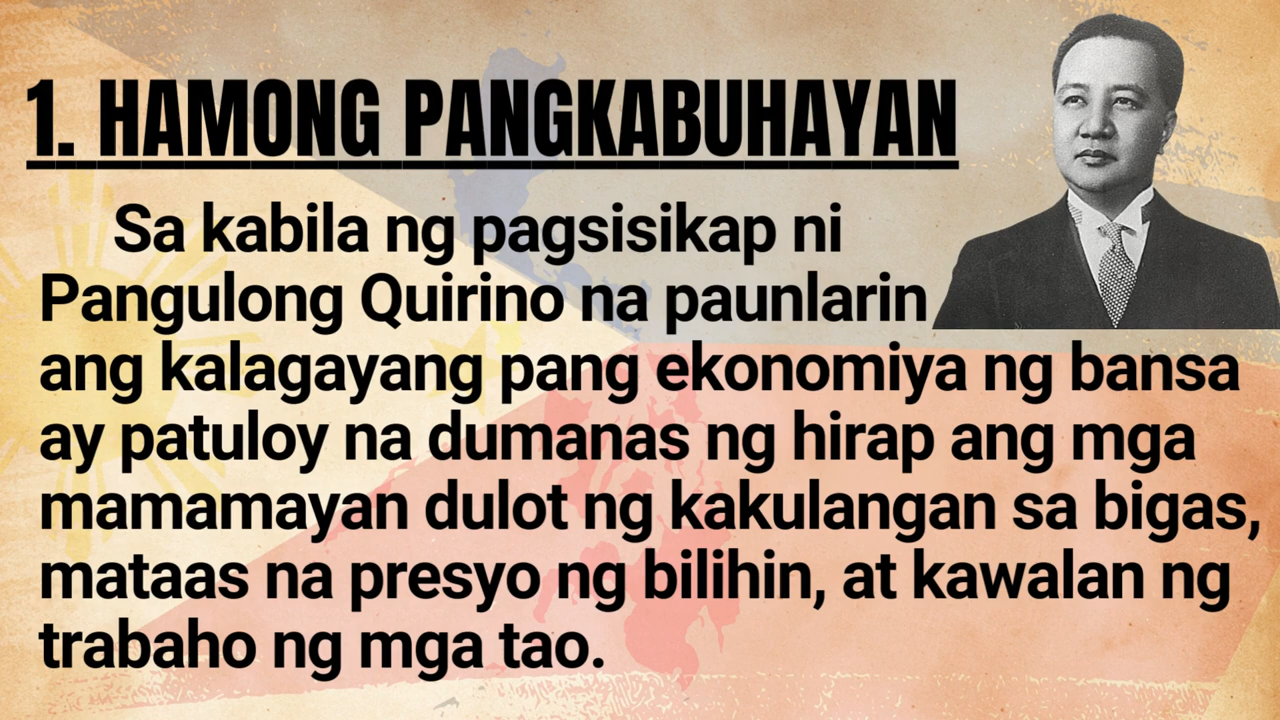 1. HAMONG PANGKABUHAYAN
Sa kabila ng pagsisikap ni
Pangulong Quirino na paunlarin
ang kalagayang pang ekonomiya ng bansa
ay patuloy na dumanas ng hirap ang mga
mamamayan dulot ng kakulangan sa bigas,
mataas na presyo ng bilihin, at kawalan ng
trabaho ng mga tao.